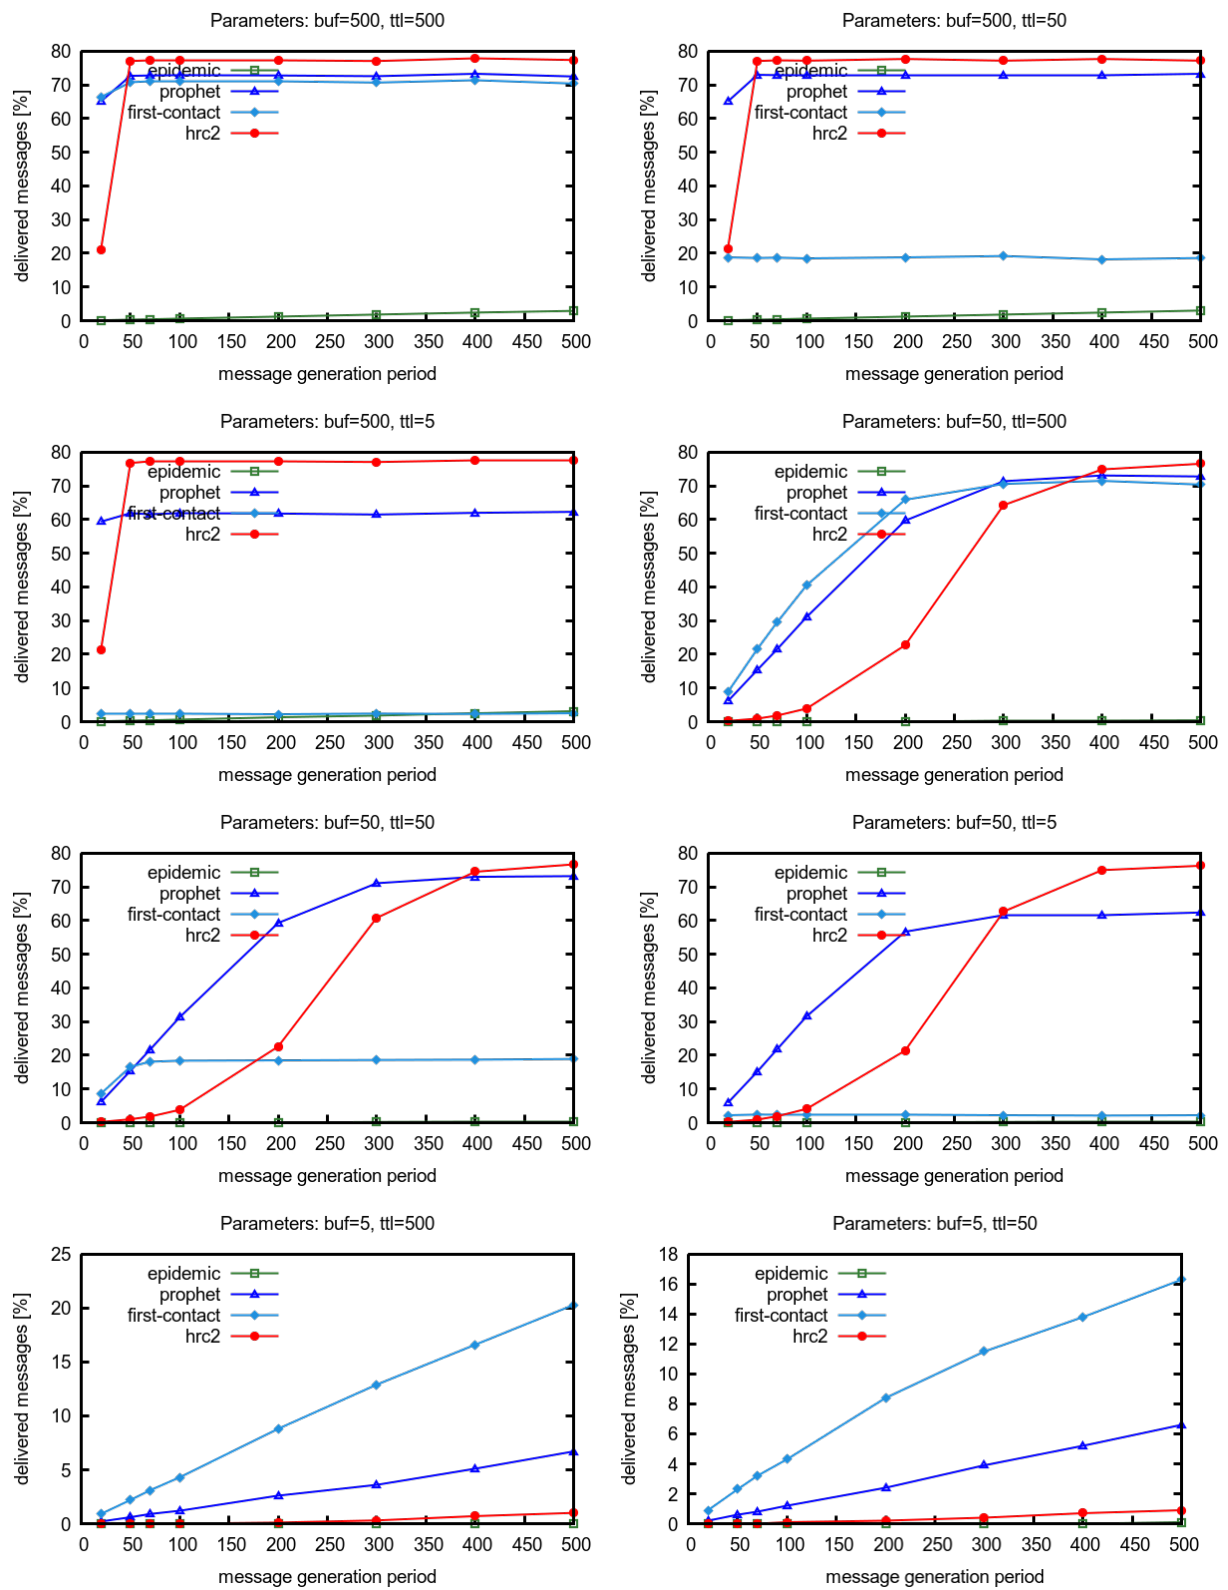 Parameters: buf=500, ttl=500
80
70
60
50
40
30
20
10
0
delivered messages [%]
epidemic
prophet
first-contact
hrc2
0 50 100 150 200 250 300 350 400 450 500
message generation period
Parameters: buf=500, ttl=50
80
70
60
50
40
30
20
10
0
delivered messages [%]
epidemic
prophet
first-contact
hrc2
0 50 100 150 200 250 300 350 400 450 500
message generation period
Parameters: buf=500, ttl=5
80
70
60
50
40
30
20
10
0
delivered messages [%]
epidemic
prophet
first-contact
hrc2
0 50 100 150 200 250 300 350 400 450 500
message generation period
Parameters: buf=50, ttl=500
80
70
60
50
40
30
20
10
0
delivered messages [%]
epidemic
prophet
first-contact
hrc2
0 50 100 150 200 250 300 350 400 450 500
message generation period
Parameters: buf=50, ttl=50
80
70
60
50
40
30
20
10
0
delivered messages [%]
epidemic
prophet
first-contact
hrc2
0 50 100 150 200 250 300 350 400 450 500
message generation period
Parameters: buf=50, ttl=5
80
70
60
50
40
30
20
10
0
delivered messages [%]
epidemic
prophet
first-contact
hrc2
0 50 100 150 200 250 300 350 400 450 500
message generation period
Parameters: buf=5, ttl=500
25
20
15
10
5
0
delivered messages [%]
epidemic
prophet
first-contact
hrc2
0 50 100 150 200 250 300 350 400 450 500
message generation period
Parameters: buf=5, ttl=50
18
16
14
12
10
8
6
4
2
0
delivered messages [%]
epidemic
prophet
first-contact
hrc2
0 50 100 150 200 250 300 350 400 450 500
message generation period